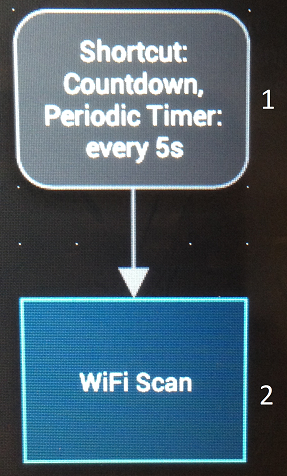 Shortcut:
Countdown,
Periodic Timer:
every 5s
1
WiFi Scan
2